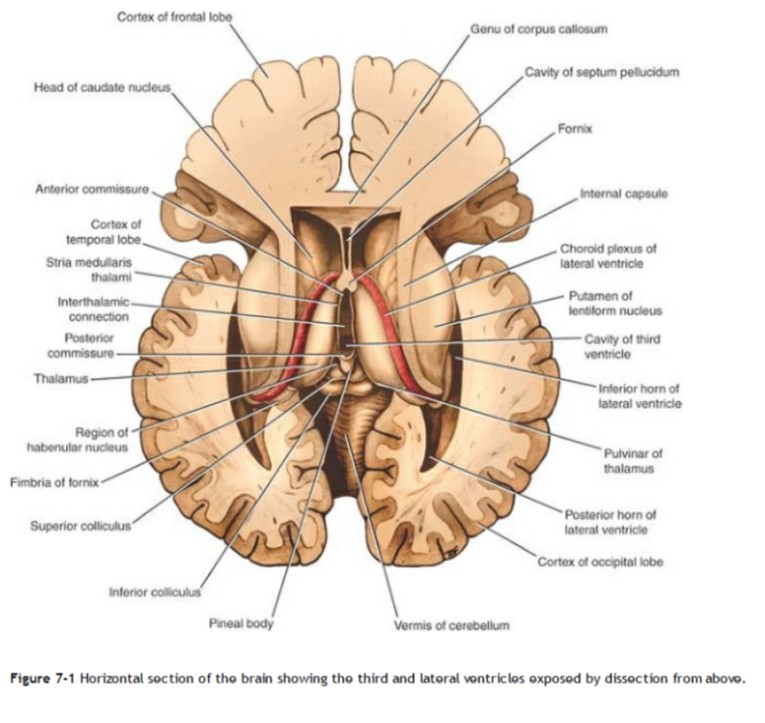 Cortex of frontal lobe
Genu of corpus callosum
Cavity of septum pellucidum
Head of caudate nucleus
Fornix
Anterior commissure
Internal capsule
Cortex of
temporal lobe
Choroid plexus of
lateral ventricle
Stria medullaris
thalami
Interthalamic
connection
Putamen of
lentiform nucleus
Posterior
commissure
Cavity of third
ventricle
Thalamus
Inferior horn of
lateral ventricle
Region of
habenular nucleus
Pulvinar of
thalamus
Fimbria of fornix
Superior colliculus
Posterior horn of
lateral ventricle
Cortex of occipital lobe
Inferior colliculus
Pineal body
Vermis of cerebellum
Figure 7-1 Horizontal section of the brain showing the third and lateral ventricles exposed by dissection from above.